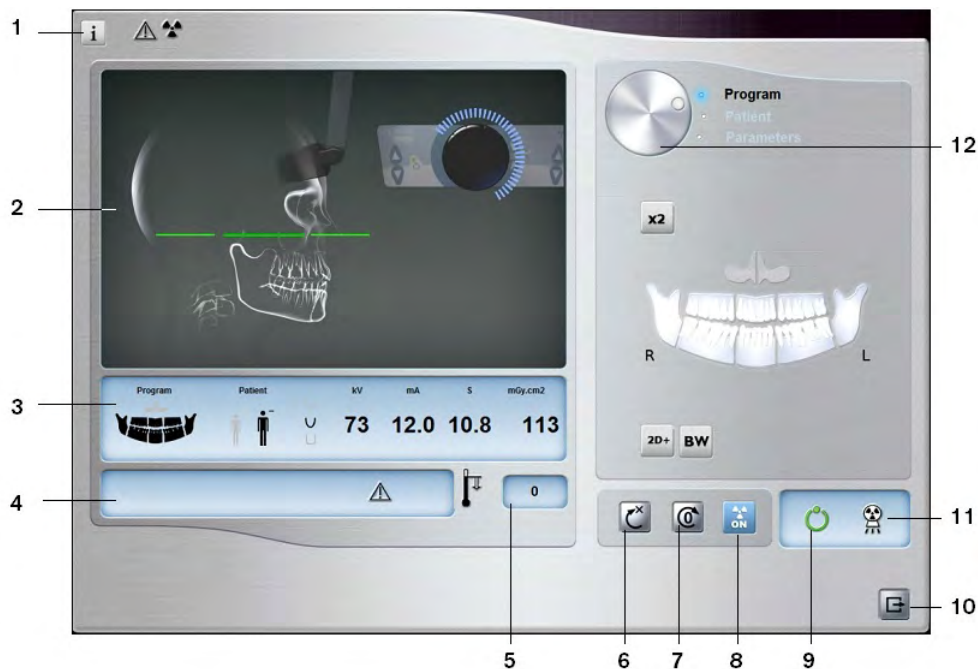 1
i
2
Program
Patient
Parameters
12
x2
R
L
3
Program Patient kV mA S mGy.cm2
73 12.0 10.8 113
2D+ BW
4
0
0
ON
11
10
5 6 7 8 9